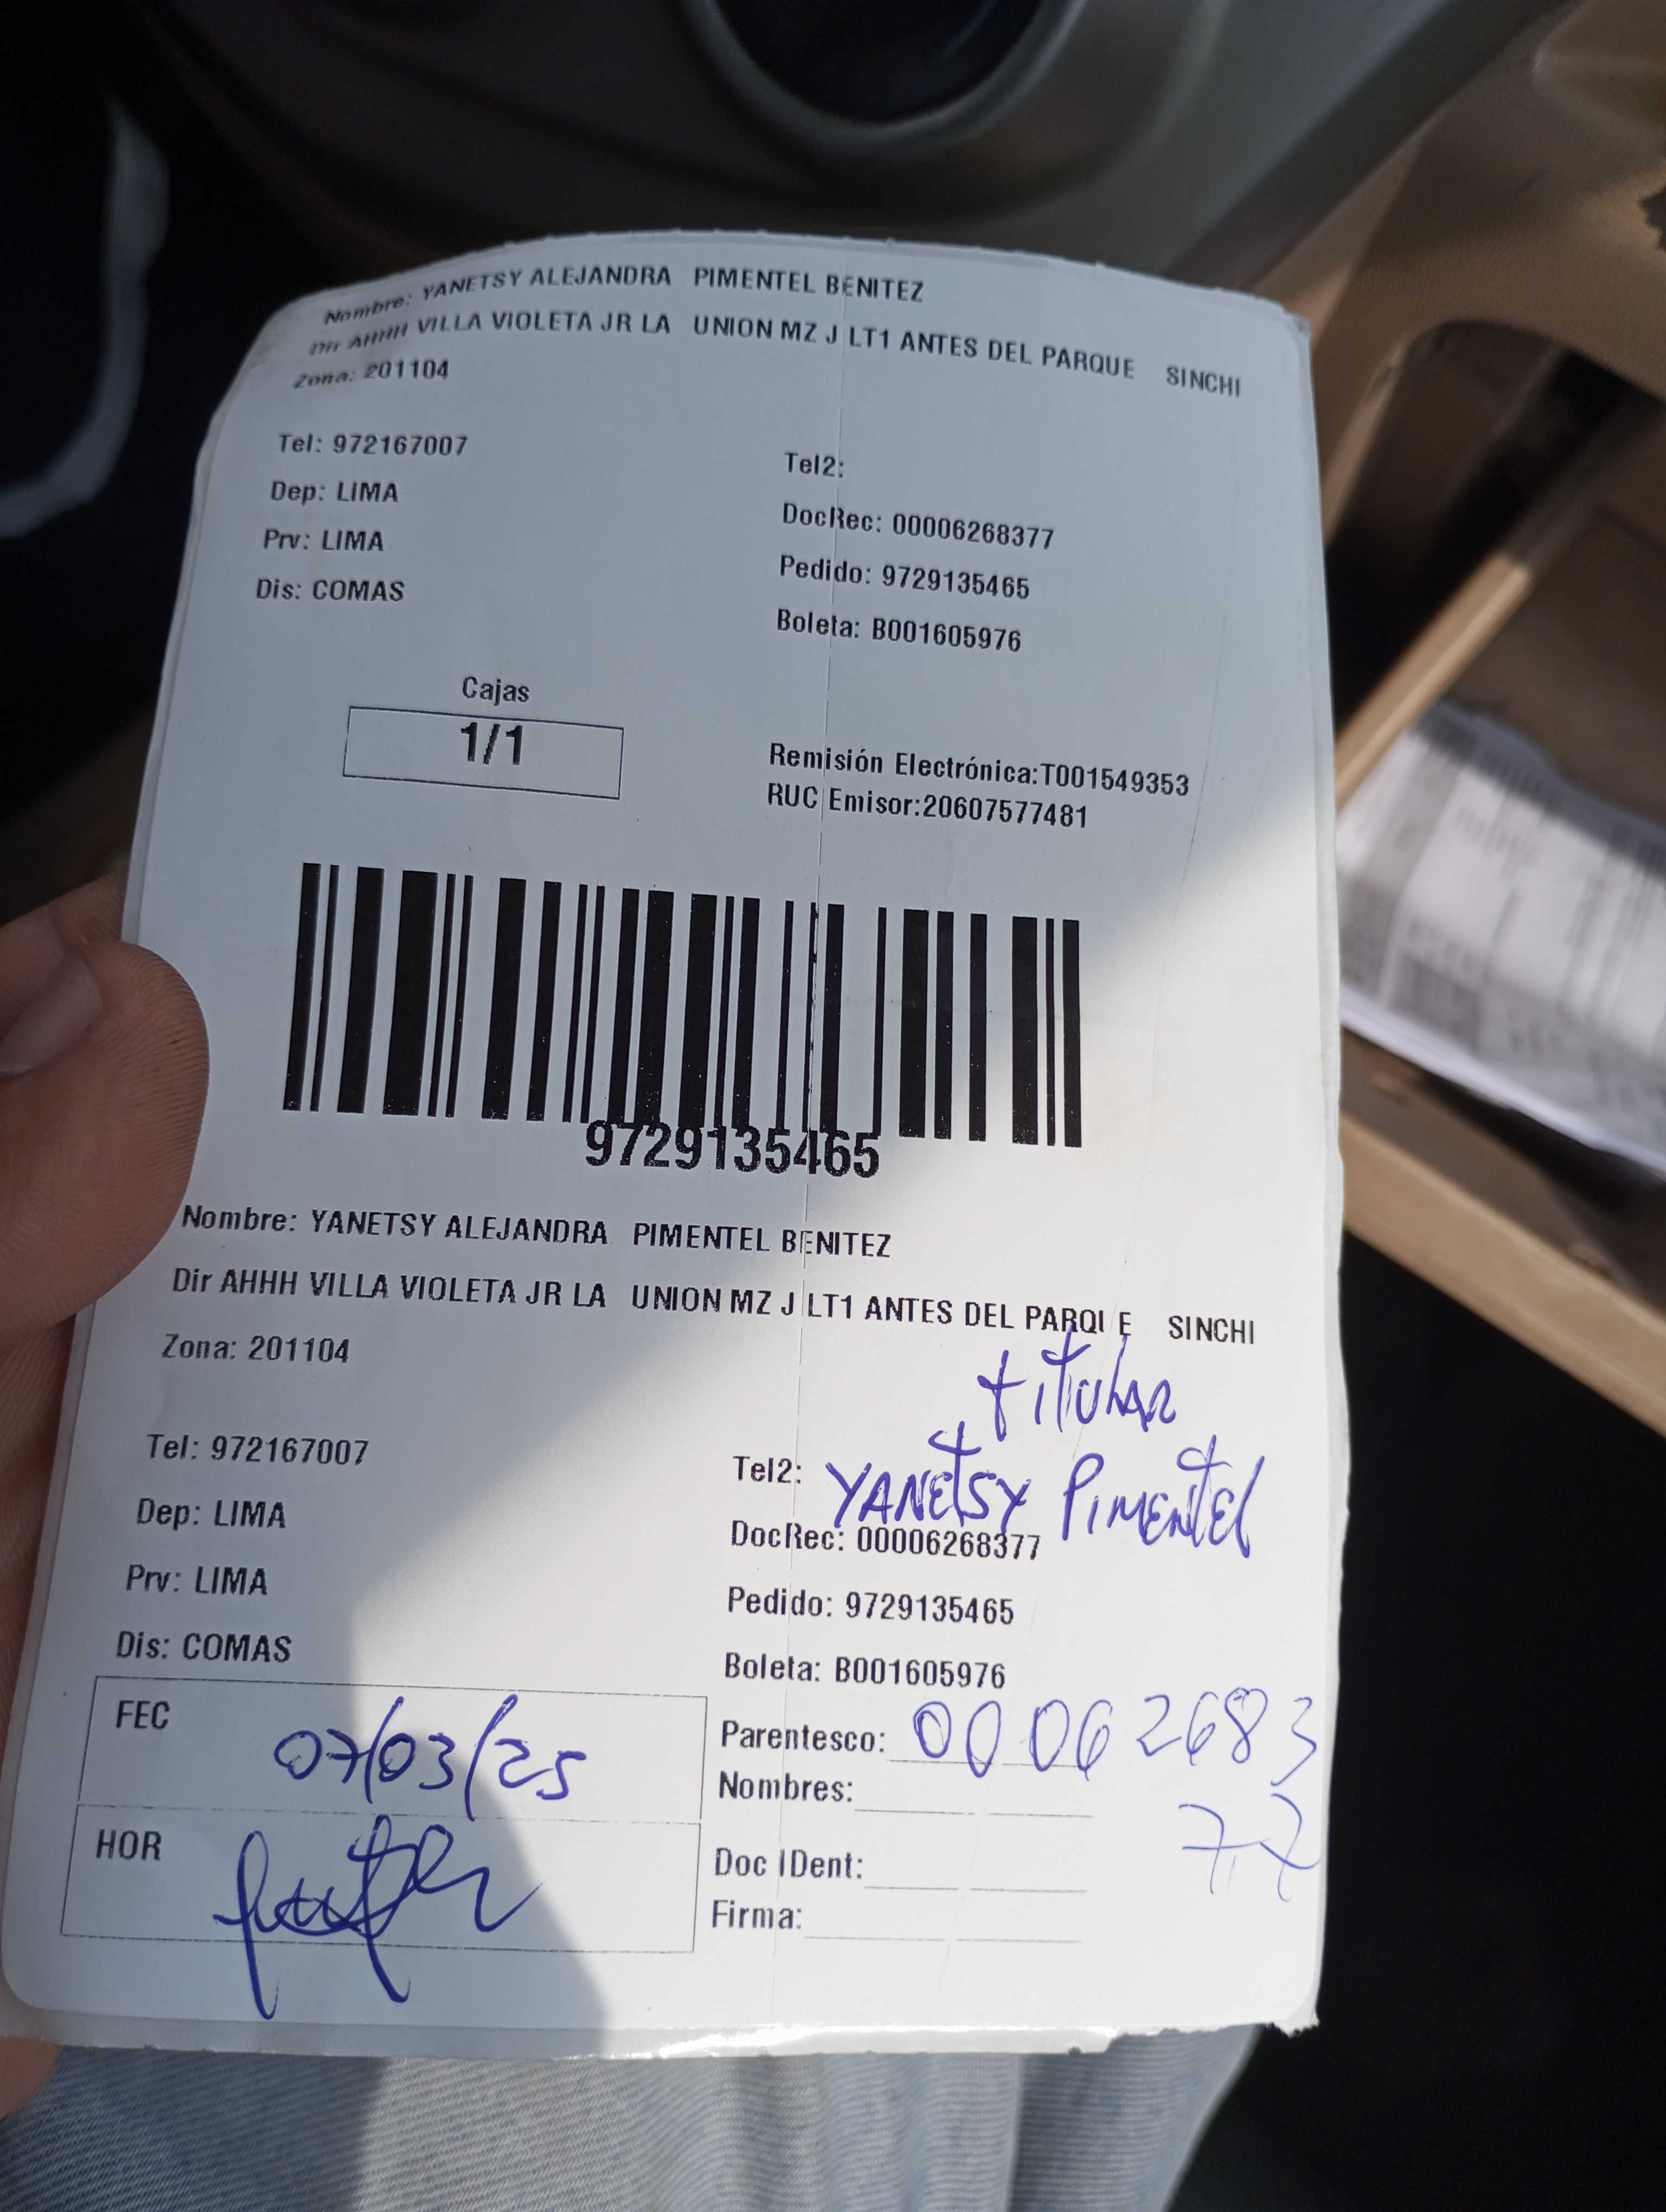 Nombre: YANETSY ALEJANDRA PIMENTEL BENITEZ
Dir AHHH VILLA VIOLETA JR LA UNION MZ J LT1 ANTES DEL PARQUE SINCHI
Zona: 201104
Tel: 972167007
Tel2:
Dep: LIMA
DocRec: 00006268377
Prv: LIMA
Pedido: 9729135465
Dis: COMAS
Boleta: B001605976
Cajas
1/1
Remisión Electrónica:T001549353
RUC Emisor:20607577481
9729135465
Nombre: YANETSY ALEJANDRA PIMENTEL BENITEZ
Dir AHHH VILLA VIOLETA JR LA UNION MZ J LT1 ANTES DEL PARQUE SINCHI
Zona: 201104
titular
Tel: 972167007
Tel2: YANETSY PIMENTEL
Dep: LIMA
DocRec: 00006268377
Prv: LIMA
Pedido: 9729135465
Dis: COMAS
Boleta: B001605976
FEC 07/03/25
Parentesco: 00062683
77
Nombres:
HOR
Doc IDent:
Firma: